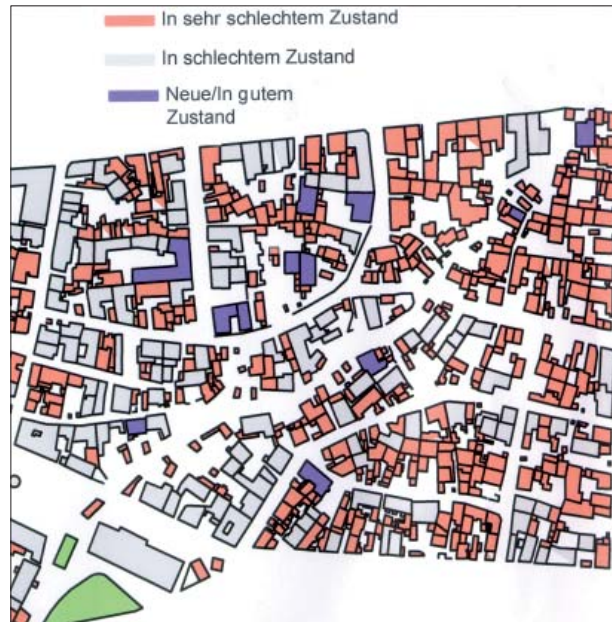 In sehr schlechtem Zustand
In schlechtem Zustand
Neue/In gutem
Zustand